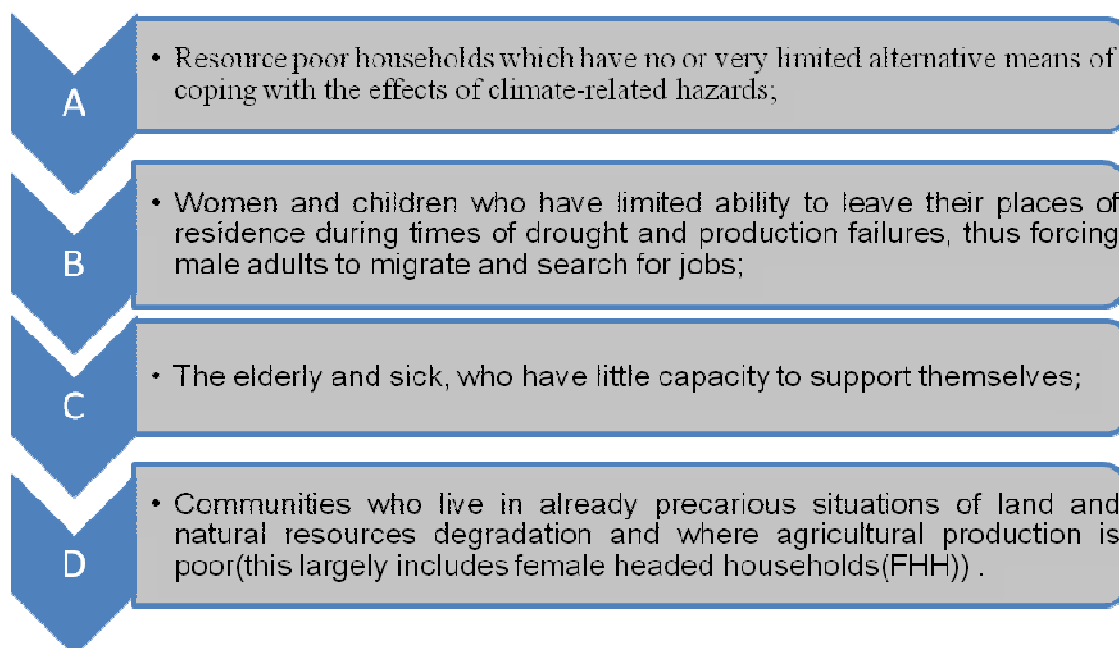 A
• Resource poor households which have no or very limited alternative means of
coping with the effects of climate-related hazards;
B
• Women and children who have limited ability to leave their places of
residence during times of drought and production failures, thus forcing
male adults to migrate and search for jobs;
C
• The elderly and sick, who have little capacity to support themselves;
D
• Communities who live in already precarious situations of land and
natural resources degradation and where agricultural production is
poor(this largely includes female headed households(FHH)) .